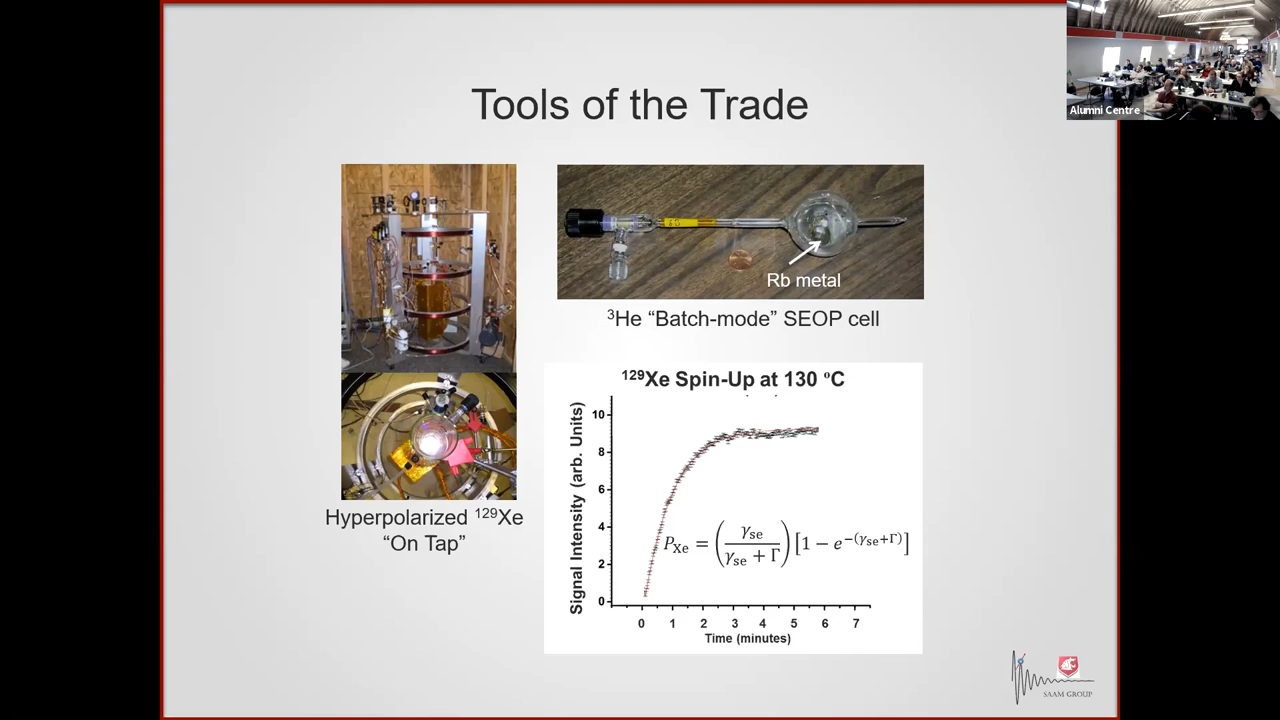 Alumni Centre
Tools of the Trade
Rb metal
³He “Batch-mode” SEOP cell
Hyperpolarized ¹²⁹Xe
“On Tap”
¹²⁹Xe Spin-Up at 130 ºC
Signal Intensity (arb. Units)
10
8
6
4
2
0
P_Xe = (γ_se / (γ_se + Γ)) [1 − e^−(γ_se+Γ)]
0 1 2 3 4 5 6 7
Time (minutes)
SAAM GROUP